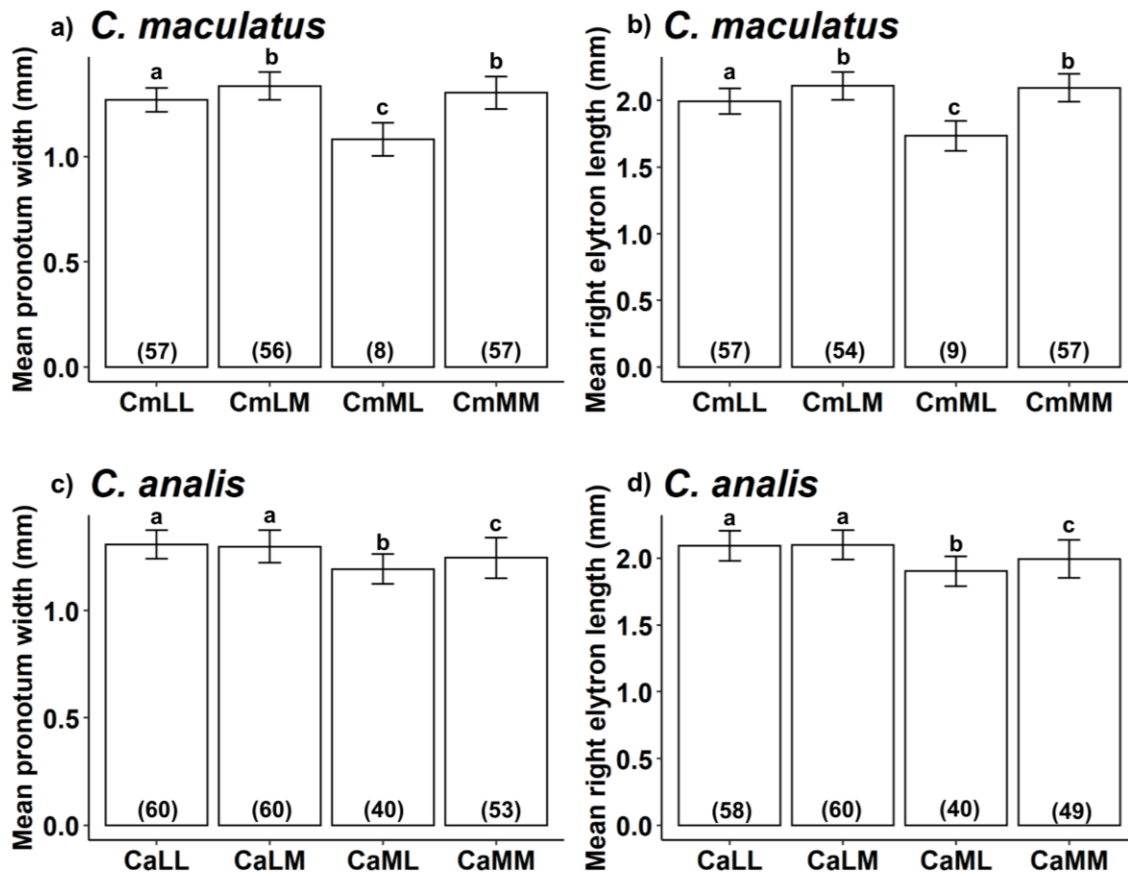 a) C. maculatus
Mean pronotum width (mm)
1.0
0.5
0.0
a
b
c
b
(57)
(56)
(8)
(57)
CmLL
CmLM
CmML
CmMM
b) C. maculatus
Mean right elytron length (mm)
2.0
1.5
1.0
0.5
0.0
a
b
c
b
(57)
(54)
(9)
(57)
CmLL
CmLM
CmML
CmMM
c) C. analis
Mean pronotum width (mm)
1.0
0.5
0.0
a
a
b
c
(60)
(60)
(40)
(53)
CaLL
CaLM
CaML
CaMM
d) C. analis
Mean right elytron length (mm)
2.0
1.5
1.0
0.5
0.0
a
a
b
c
(58)
(60)
(40)
(49)
CaLL
CaLM
CaML
CaMM